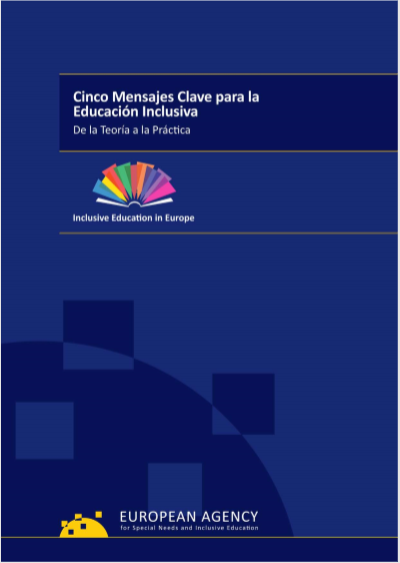 Cinco Mensajes Clave para la
Educación Inclusiva
De la Teoría a la Práctica
Inclusive Education in Europe
EUROPEAN AGENCY
for Special Needs and Inclusive Education